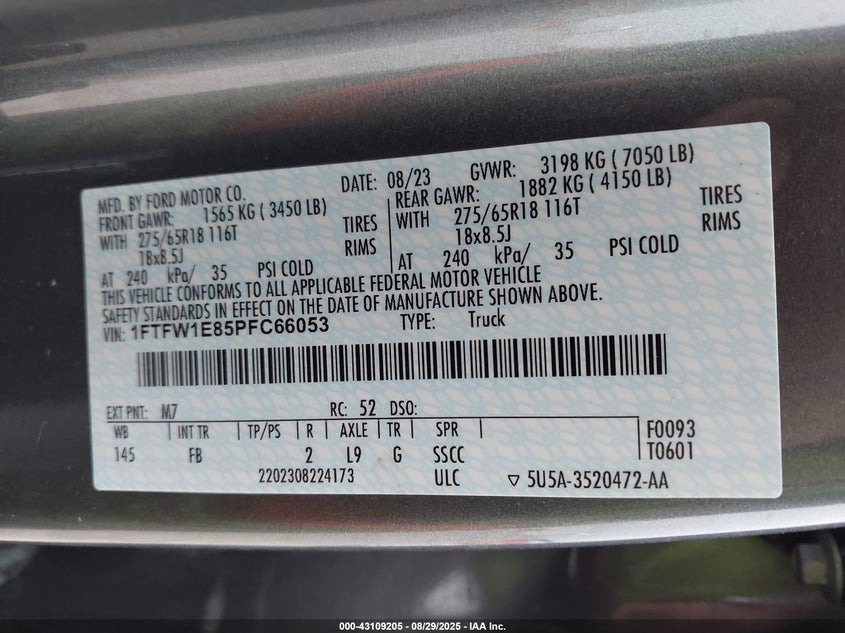 MFD. BY FORD MOTOR CO.
DATE: 08/23 GVWR: 3198 KG ( 7050 LB)
FRONT GAWR: 1565 KG ( 3450 LB)
REAR GAWR: 1882 KG ( 4150 LB)
WITH 275/65R18 116T TIRES
WITH 275/65R18 116T TIRES
18x8.5J RIMS
18x8.5J RIMS
AT 240 kPa/ 35 PSI COLD
AT 240 kPa/ 35 PSI COLD
THIS VEHICLE CONFORMS TO ALL APPLICABLE FEDERAL MOTOR VEHICLE
SAFETY STANDARDS IN EFFECT ON THE DATE OF MANUFACTURE SHOWN ABOVE.
VIN: 1FTFW1E85PFC66053 TYPE: Truck
EXT PNT: M7 RC: 52 DSO:
WB INT TR TP/PS R AXLE TR SPR F0093
145 FB 2 L9 G SSCC T0601
2202308224173 ULC ▽ 5U5A-3520472-AA
000-43109205 - 08/29/2025 - IAA Inc.